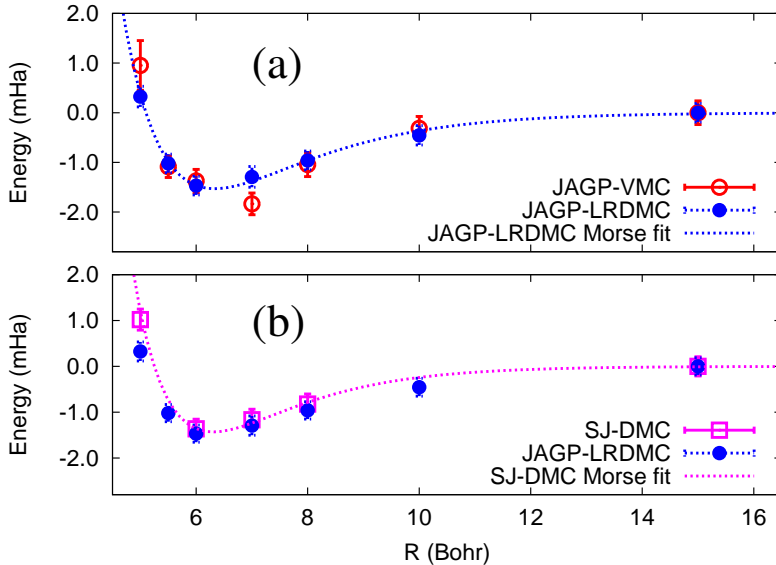 (a)
Energy (mHa)
2.0
1.0
0.0
-1.0
-2.0
JAGP-VMC
JAGP-LRDMC
JAGP-LRDMC Morse fit
(b)
Energy (mHa)
2.0
1.0
0.0
-1.0
-2.0
SJ-DMC
JAGP-LRDMC
SJ-DMC Morse fit
6 8 10 12 14 16
R (Bohr)